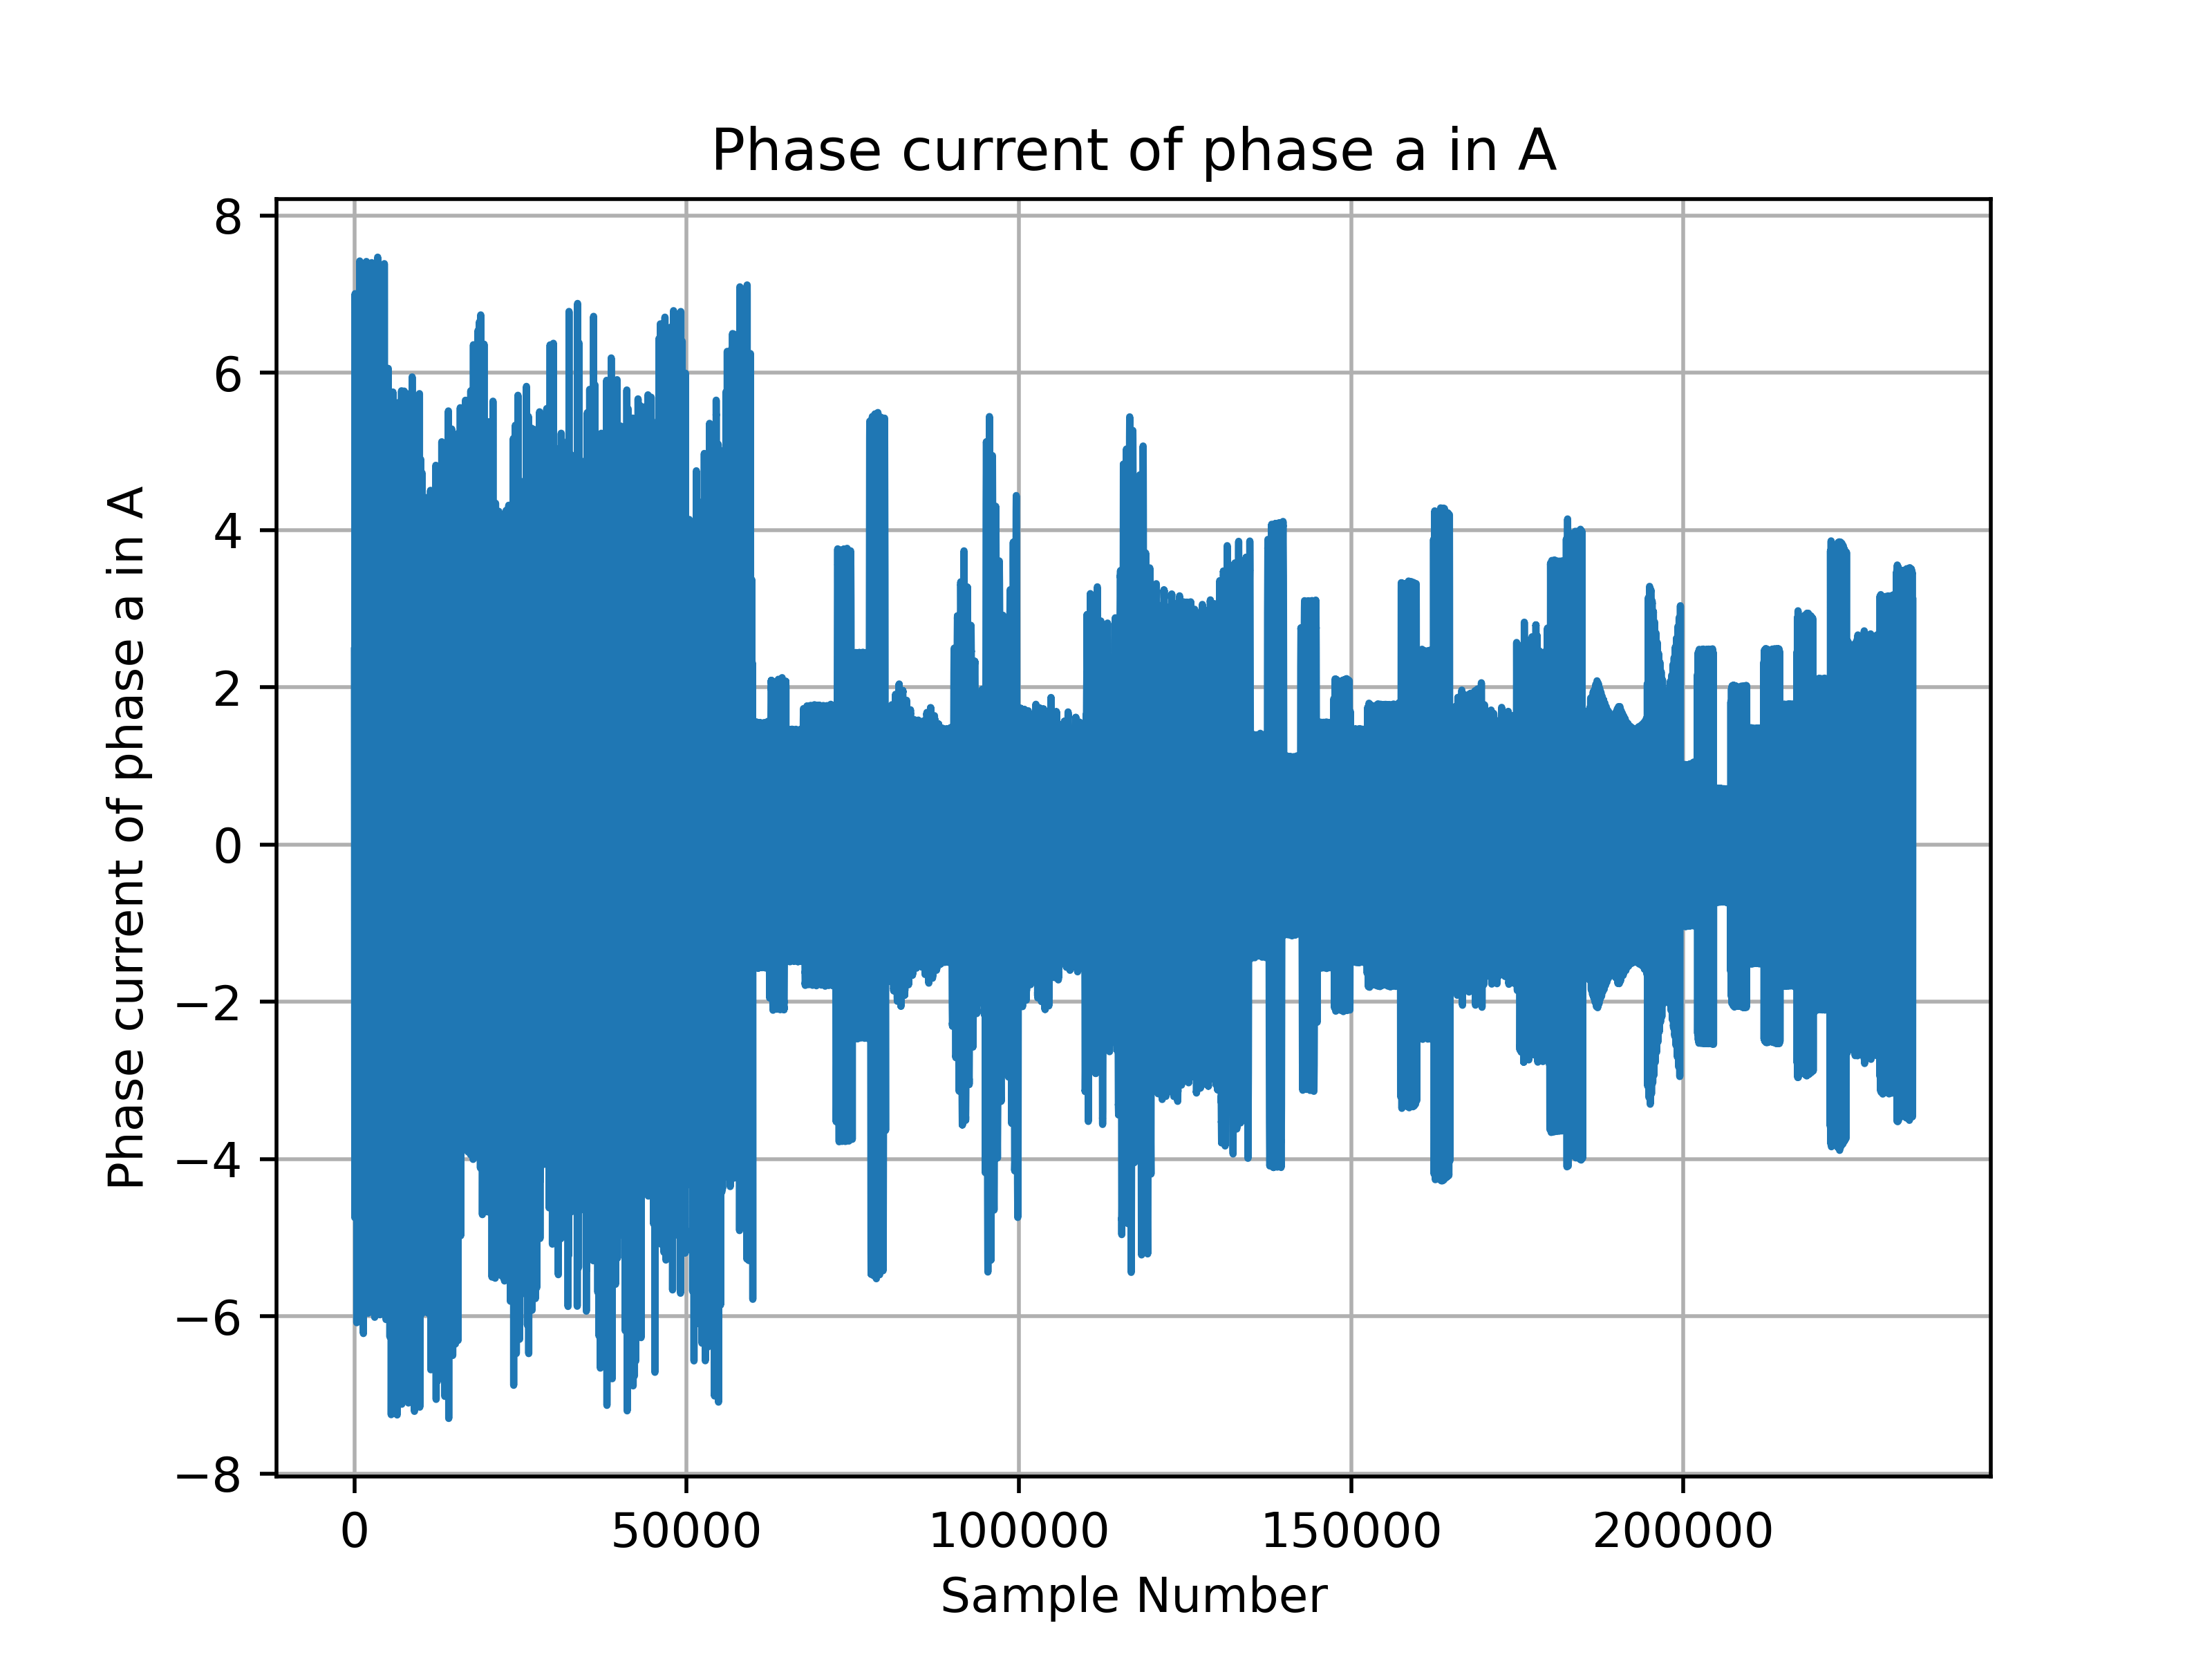 Phase current of phase a in A
Phase current of phase a in A
8
6
4
2
0
−2
−4
−6
−8
0 50000 100000 150000 200000
Sample Number